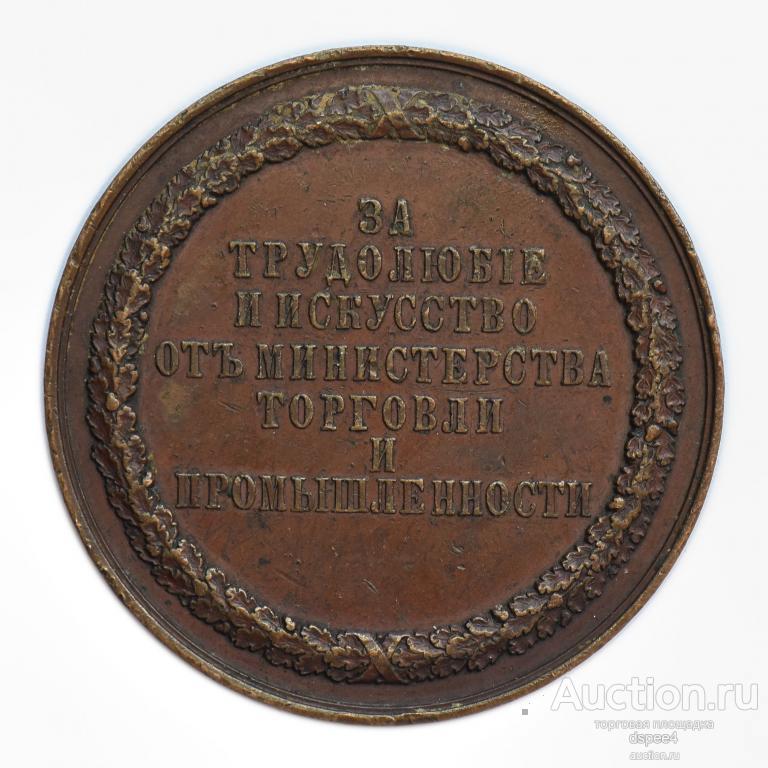 ЗА
ТРУДОЛЮБІЕ
И ИСКУССТВО
ОТЪ МИНИСТЕРСТВА
ТОРГОВЛИ
И
ПРОМЫШЛЕННОСТИ
Auction.ru
торговая площадка
dspee4
auction.ru